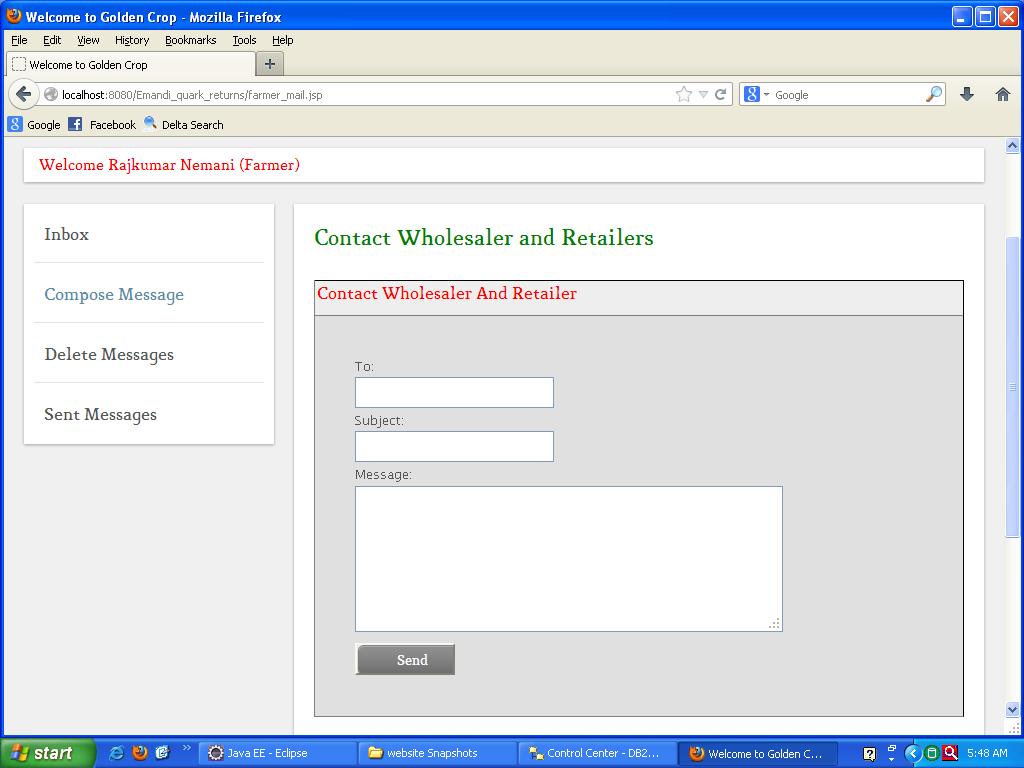 Welcome to Golden Crop - Mozilla Firefox
File Edit View History Bookmarks Tools Help
Welcome to Golden Crop
localhost:8080/Emandi_quark_returns/farmer_mail.jsp
Google
Google Facebook Delta Search
Welcome Rajkumar Nemani (Farmer)
Inbox
Compose Message
Delete Messages
Sent Messages
Contact Wholesaler and Retailers
Contact Wholesaler And Retailer
To:
Subject:
Message:
Send
start
Java EE - Eclipse
website Snapshots
Control Center - DB2...
Welcome to Golden C...
5:48 AM